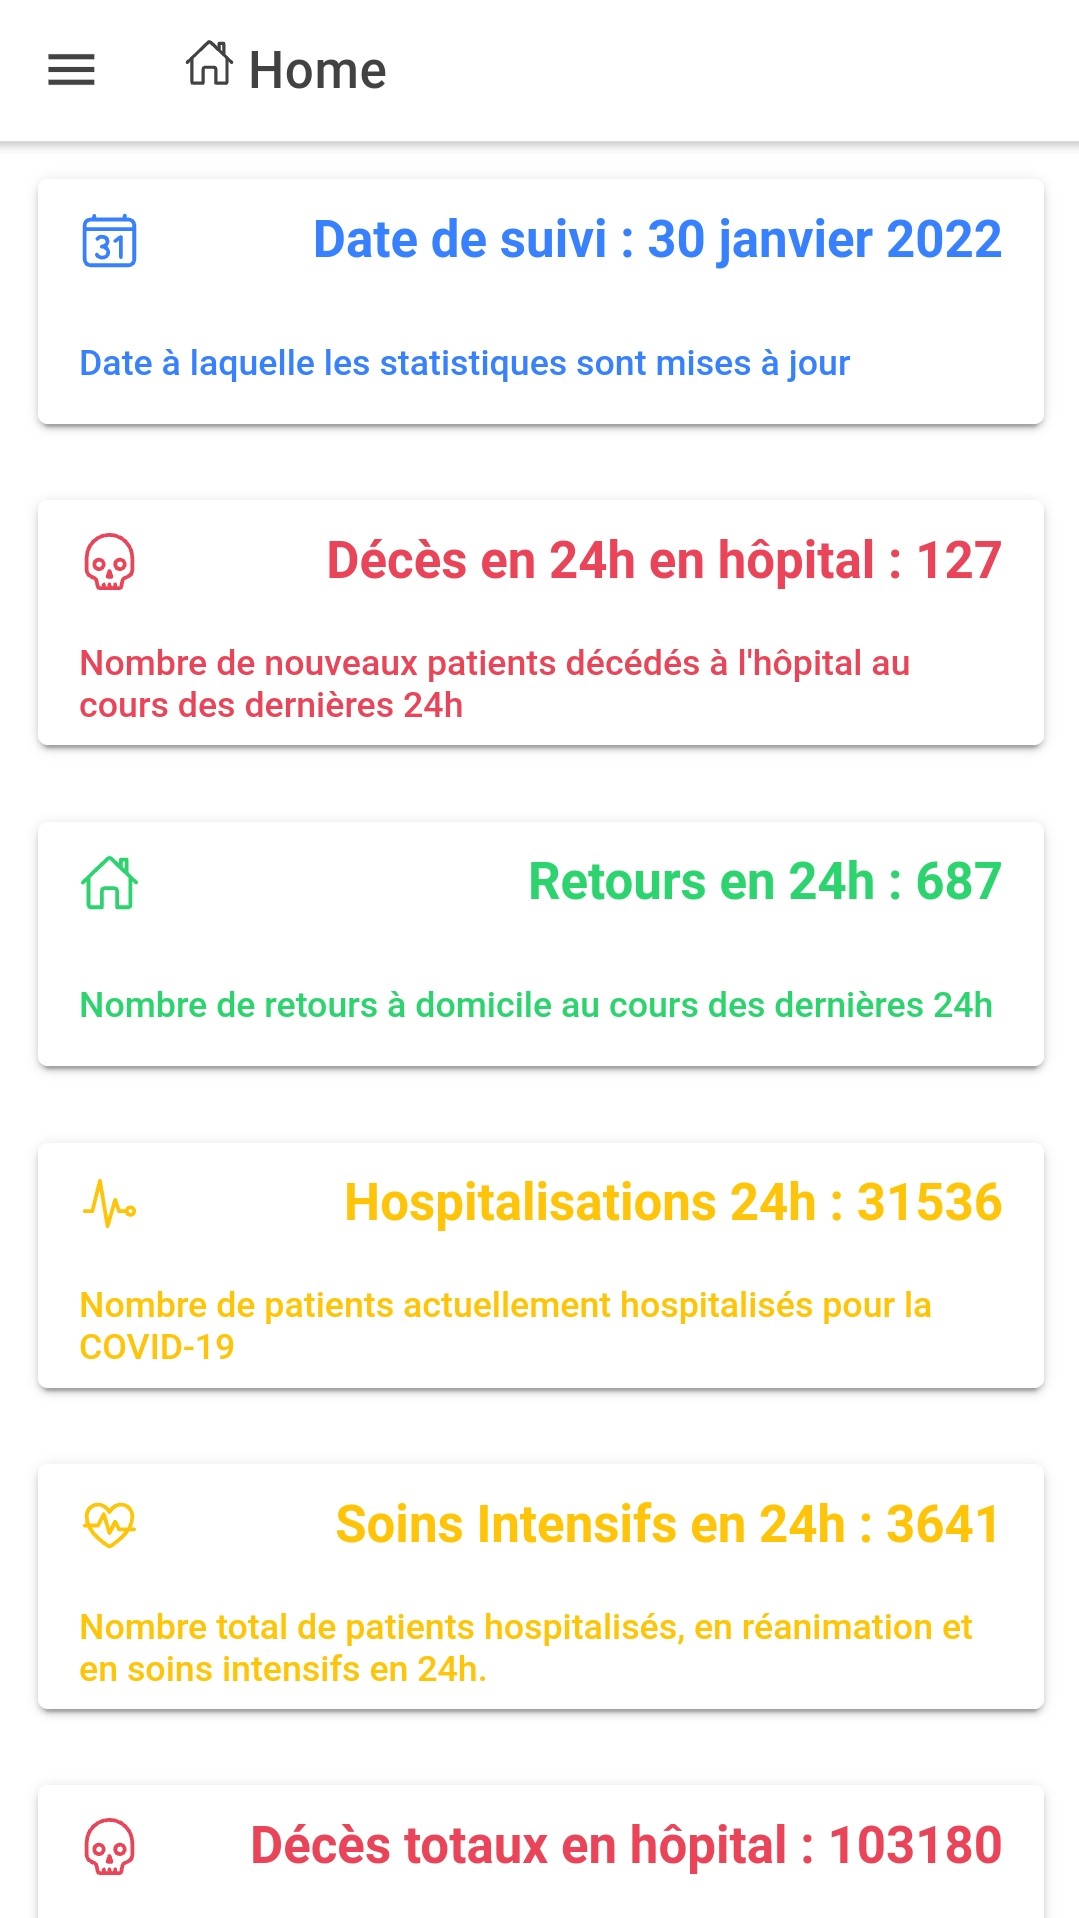 Home
31
Date de suivi : 30 janvier 2022
Date à laquelle les statistiques sont mises à jour
Décès en 24h en hôpital : 127
Nombre de nouveaux patients décédés à l'hôpital au
cours des dernières 24h
Retours en 24h : 687
Nombre de retours à domicile au cours des dernières 24h
Hospitalisations 24h : 31536
Nombre de patients actuellement hospitalisés pour la
COVID-19
Soins Intensifs en 24h : 3641
Nombre total de patients hospitalisés, en réanimation et
en soins intensifs en 24h.
Décès totaux en hôpital : 103180